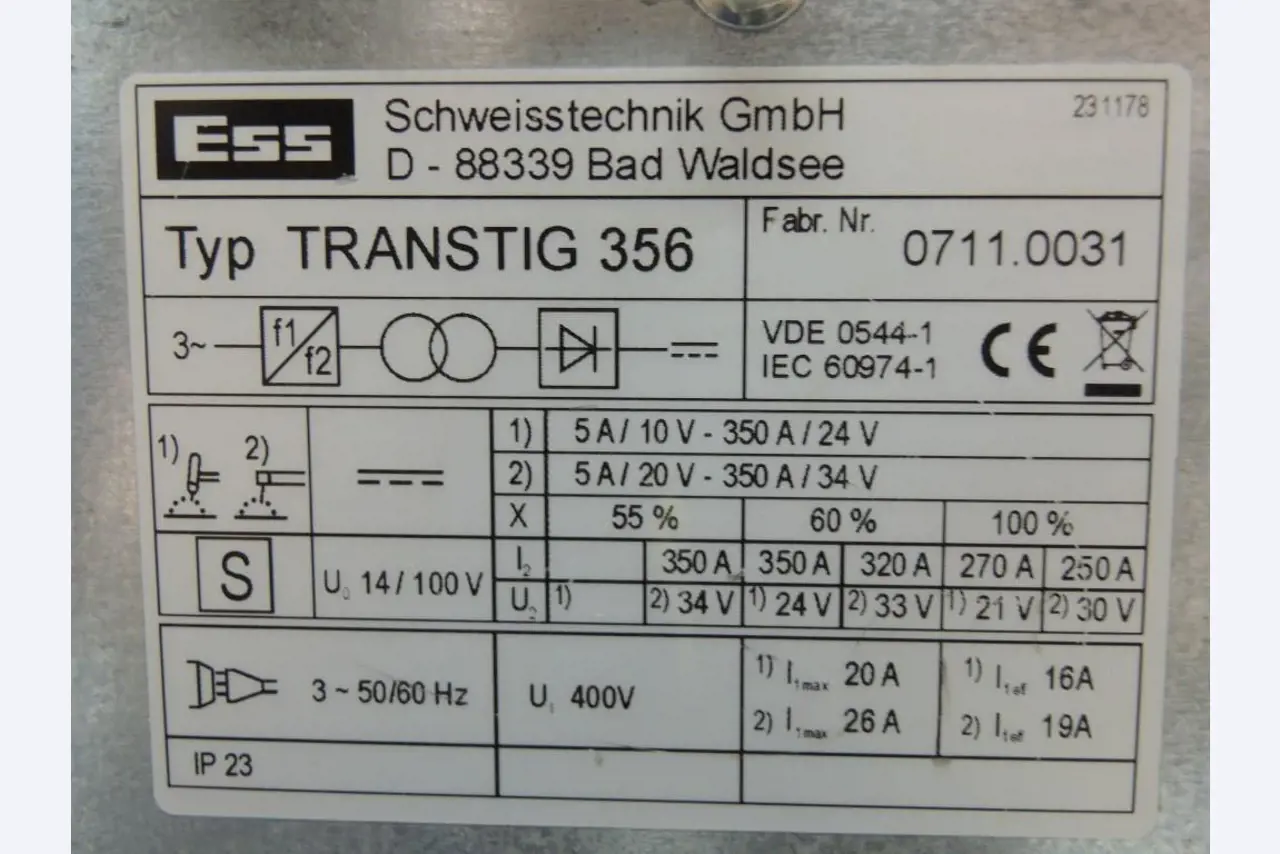 Ess Schweisstechnik GmbH 231178
D - 88339 Bad Waldsee
Typ TRANSTIG 356
Fabr. Nr. 0711.0031
3~ f1 f2
VDE 0544-1
IEC 60974-1 CE
1) 2)
1) 5 A / 10 V - 350 A / 24 V
2) 5 A / 20 V - 350 A / 34 V
X 55 % 60 % 100 %
S U₀ 14 / 100 V
I₂ 350 A 350 A 320 A 270 A 250 A
U₂ 1) 2) 34 V 1) 24 V 2) 33 V 1) 21 V 2) 30 V
3 ~ 50/60 Hz U₁ 400V
1) I₁max 20 A 1) I₁ef 16A
2) I₁max 26 A 2) I₁ef 19A
IP 23